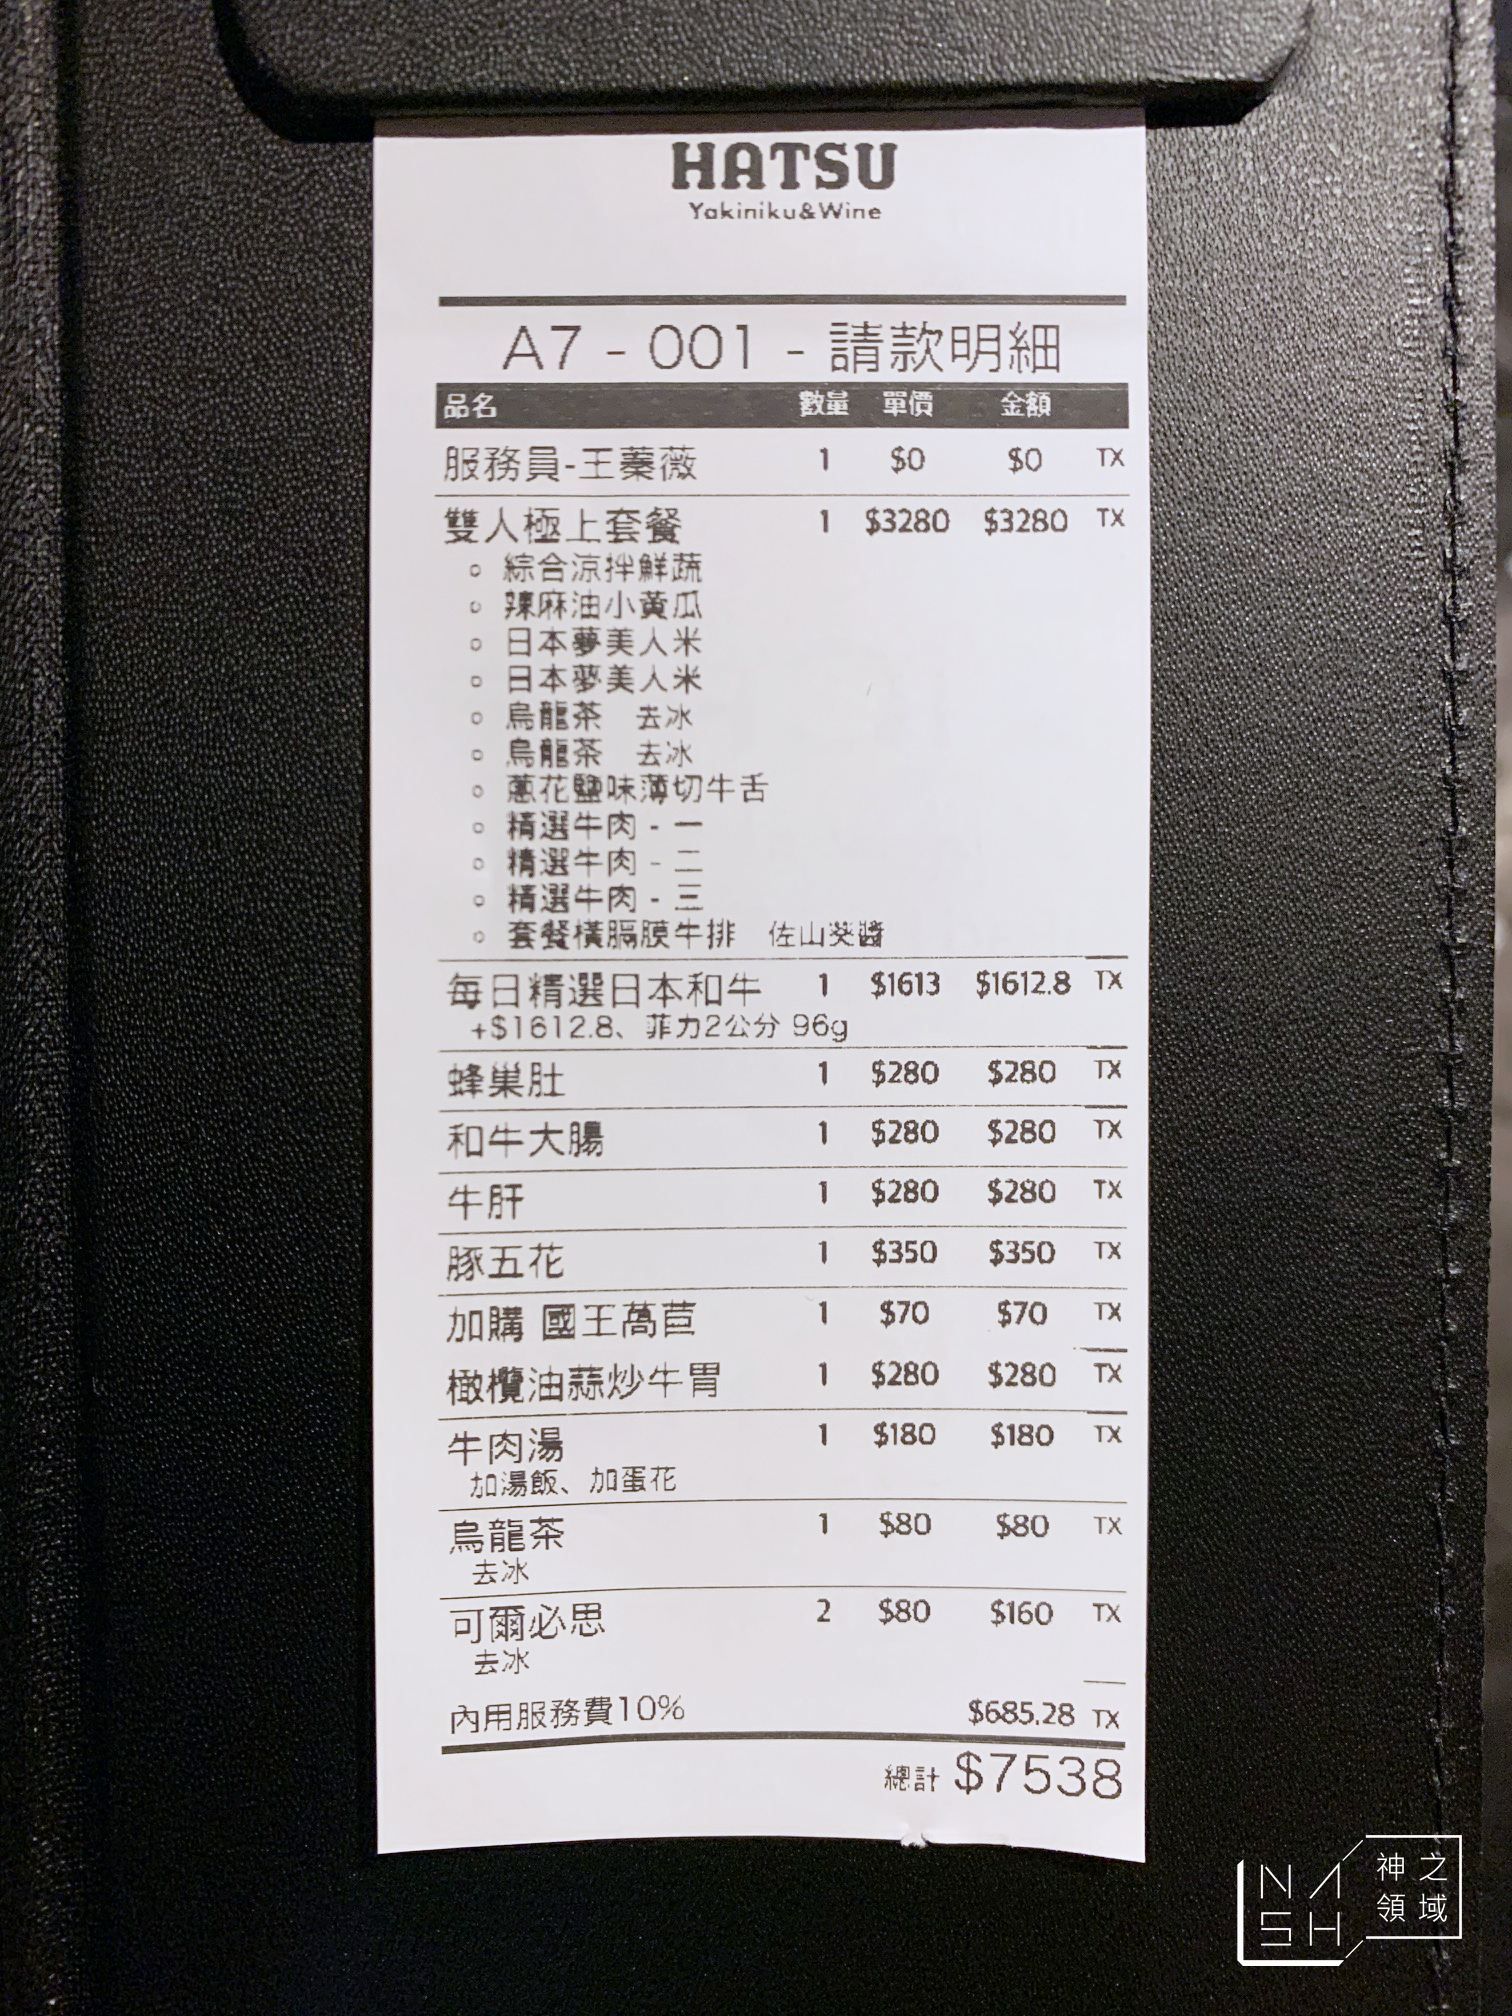 HATSU
Yakiniku&Wine
A7 - 001 - 請款明細
品名 數量 單價 金額
服務員-王蓁薇 1 $0 $0 TX
雙人極上套餐 1 $3280 $3280 TX
綜合涼拌鮮蔬
辣麻油小黃瓜
日本夢美人米
日本夢美人米
烏龍茶 去冰
烏龍茶 去冰
蔥花鹽味薄切牛舌
精選牛肉 - 一
精選牛肉 - 二
精選牛肉 - 三
套餐橫膈膜牛排 佐山葵醬
每日精選日本和牛 1 $1613 $1612.8 TX
+$1612.8、菲力2公分 96g
蜂巢肚 1 $280 $280 TX
和牛大腸 1 $280 $280 TX
牛肝 1 $280 $280 TX
豚五花 1 $350 $350 TX
加購 國王萵苣 1 $70 $70 TX
橄欖油蒜炒牛胃 1 $280 $280 TX
牛肉湯 1 $180 $180 TX
加湯飯、加蛋花
烏龍茶 1 $80 $80 TX
去冰
可爾必思 2 $80 $160 TX
去冰
內用服務費10% $685.28 TX
總計 $7538
NASH 神之領域